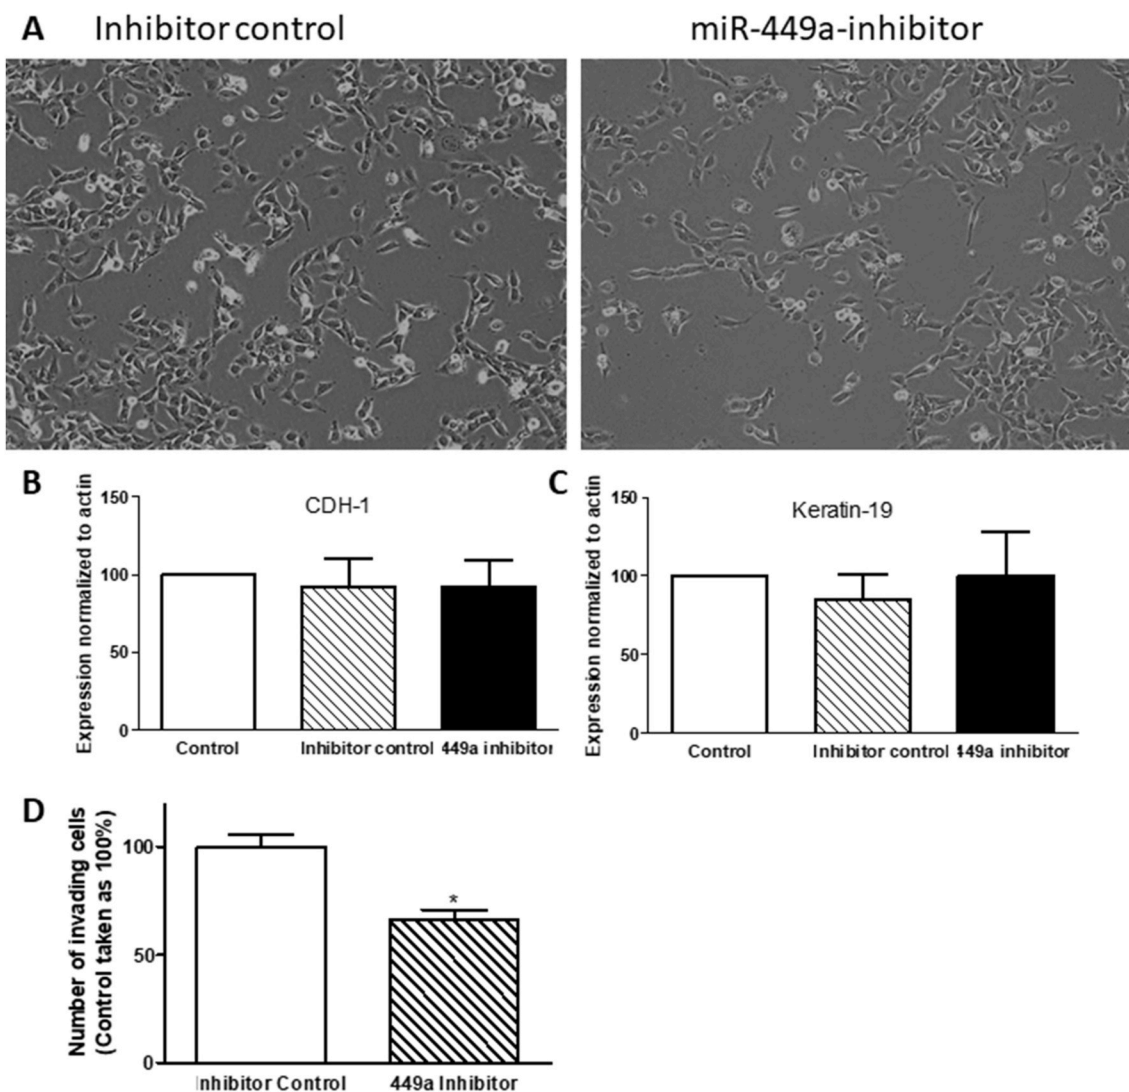 A Inhibitor control miR-449a-inhibitor
B
Expression normalized to actin
150
100
50
0
CDH-1
Control Inhibitor control 449a inhibitor
C
Expression normalized to actin
150
100
50
0
Keratin-19
Control Inhibitor control 449a inhibitor
D
Number of invading cells
(Control taken as 100%)
100
50
0
*
Inhibitor Control 449a Inhibitor